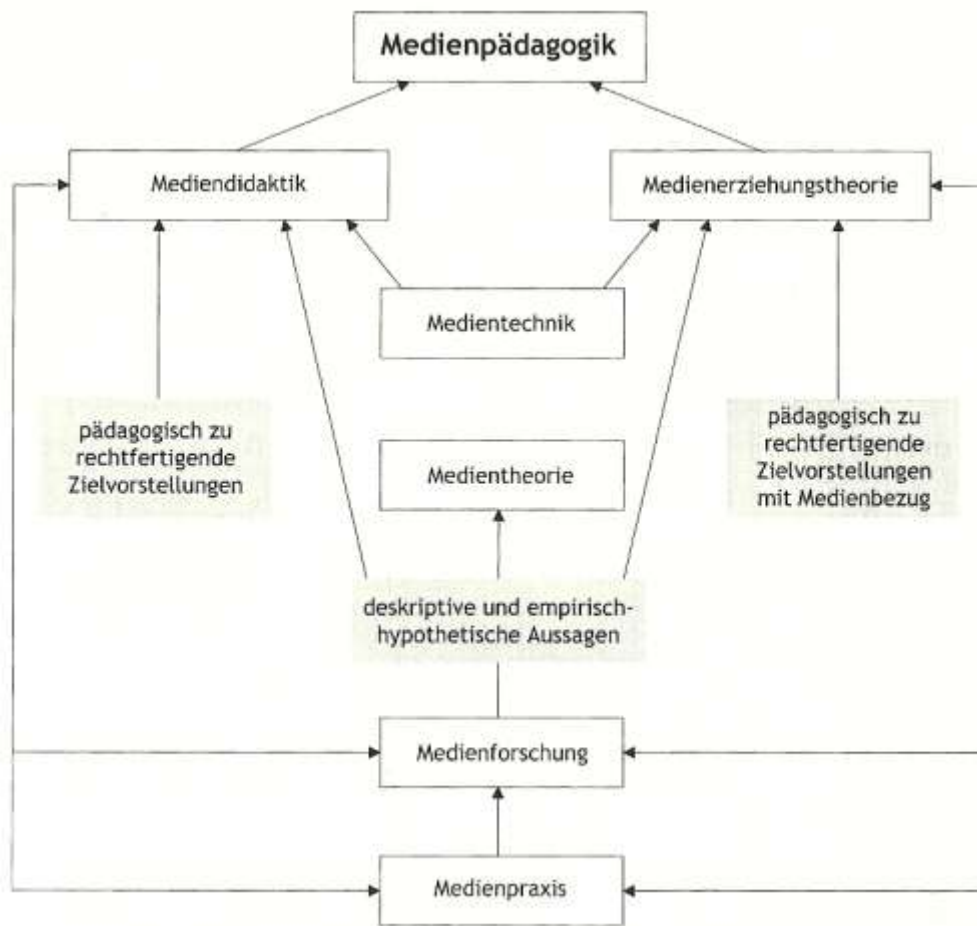 Medienpädagogik
Mediendidaktik
Medienerziehungstheorie
Medientechnik
pädagogisch zu
rechtfertigende
Zielvorstellungen
Medientheorie
pädagogisch zu
rechtfertigende
Zielvorstellungen
mit Medienbezug
deskriptive und empirisch-
hypothetische Aussagen
Medienforschung
Medienpraxis